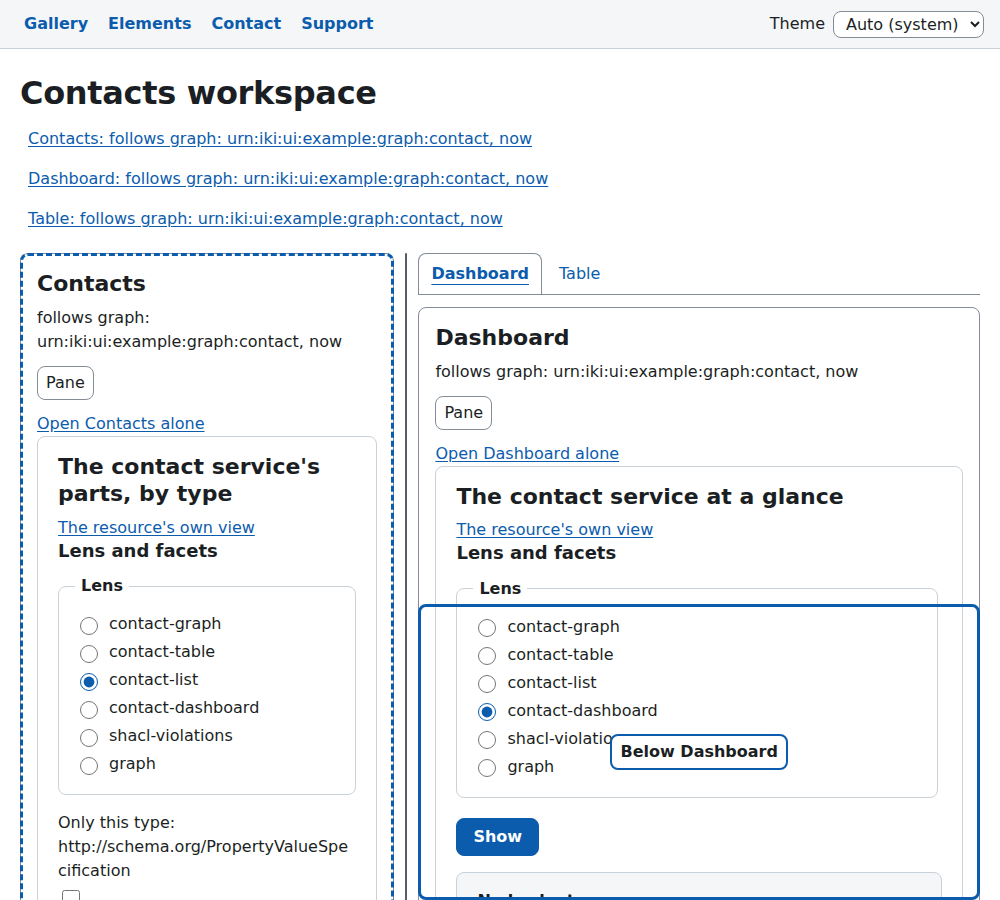 Gallery Elements Contact Support Theme Auto (system)
Contacts workspace
Contacts: follows graph: urn:iki:ui:example:graph:contact, now
Dashboard: follows graph: urn:iki:ui:example:graph:contact, now
Table: follows graph: urn:iki:ui:example:graph:contact, now
Contacts
follows graph:
urn:iki:ui:example:graph:contact, now
Pane
Open Contacts alone
The contact service's
parts, by type
The resource's own view
Lens and facets
Lens
contact-graph
contact-table
contact-list
contact-dashboard
shacl-violations
graph
Only this type:
http://schema.org/PropertyValueSpe
cification
Dashboard Table
Dashboard
follows graph: urn:iki:ui:example:graph:contact, now
Pane
Open Dashboard alone
The contact service at a glance
The resource's own view
Lens and facets
Lens
contact-graph
contact-table
contact-list
contact-dashboard
Below Dashboard
graph
Show